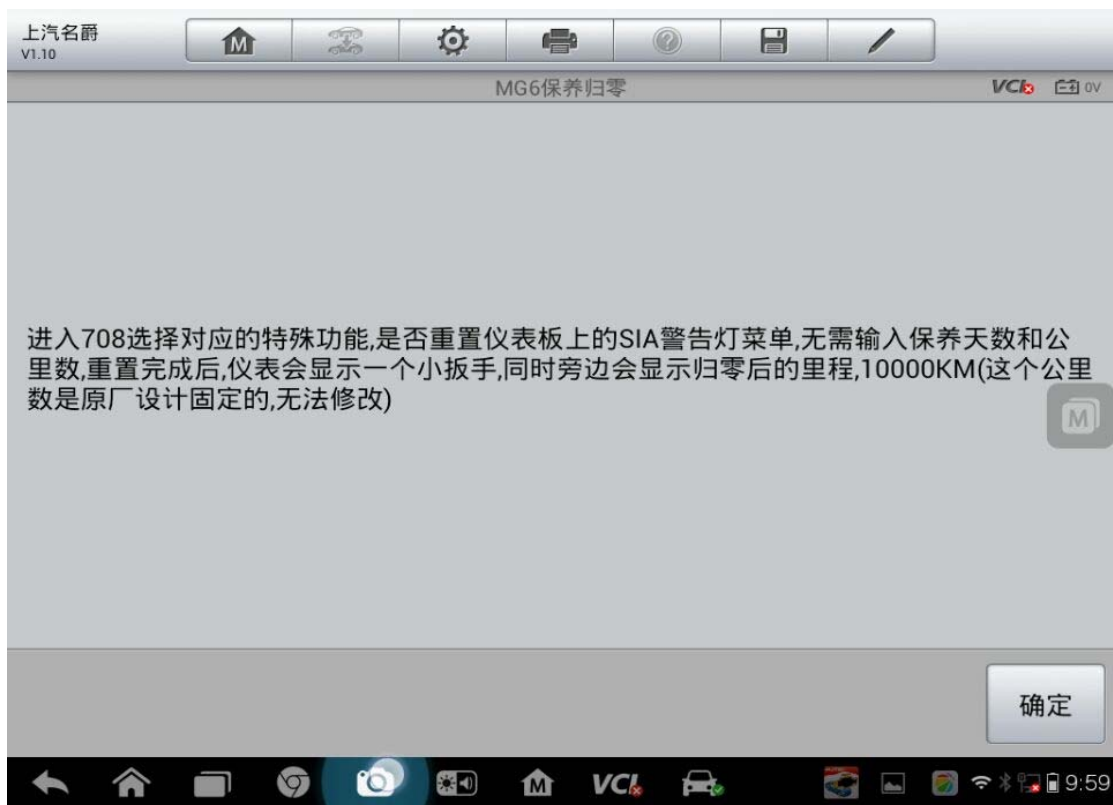 上汽名爵
V1.10
M
MG6保养归零
VCI
0V
进入708选择对应的特殊功能,是否重置仪表板上的SIA警告灯菜单,无需输入保养天数和公
里数,重置完成后,仪表会显示一个小扳手,同时旁边会显示归零后的里程,10000KM(这个公里
数是原厂设计固定的,无法修改)
M
确定
M
VCI
9:59